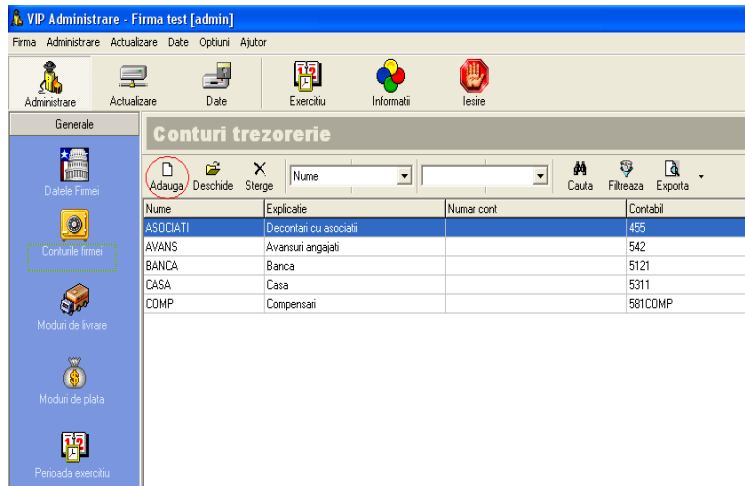 VIP Administrare - Firma test [admin]
Firma Administrare Actualizare Date Optiuni Ajutor
Administrare Actualizare Date Exercitiu Informatii Iesire
Generale
Conturi trezorerie
Adauga Deschide Sterge Nume Cauta Filtreaza Exporta
Datele Firmei
Conturile firmei
Moduri de livrare
Moduri de plata
Perioada exercitiu
Nume Explicatie Numar cont Contabil
ASOCIATI Decontari cu asociatii 455
AVANS Avansuri angajati 542
BANCA Banca 5121
CASA Casa 5311
COMP Compensari 581COMP